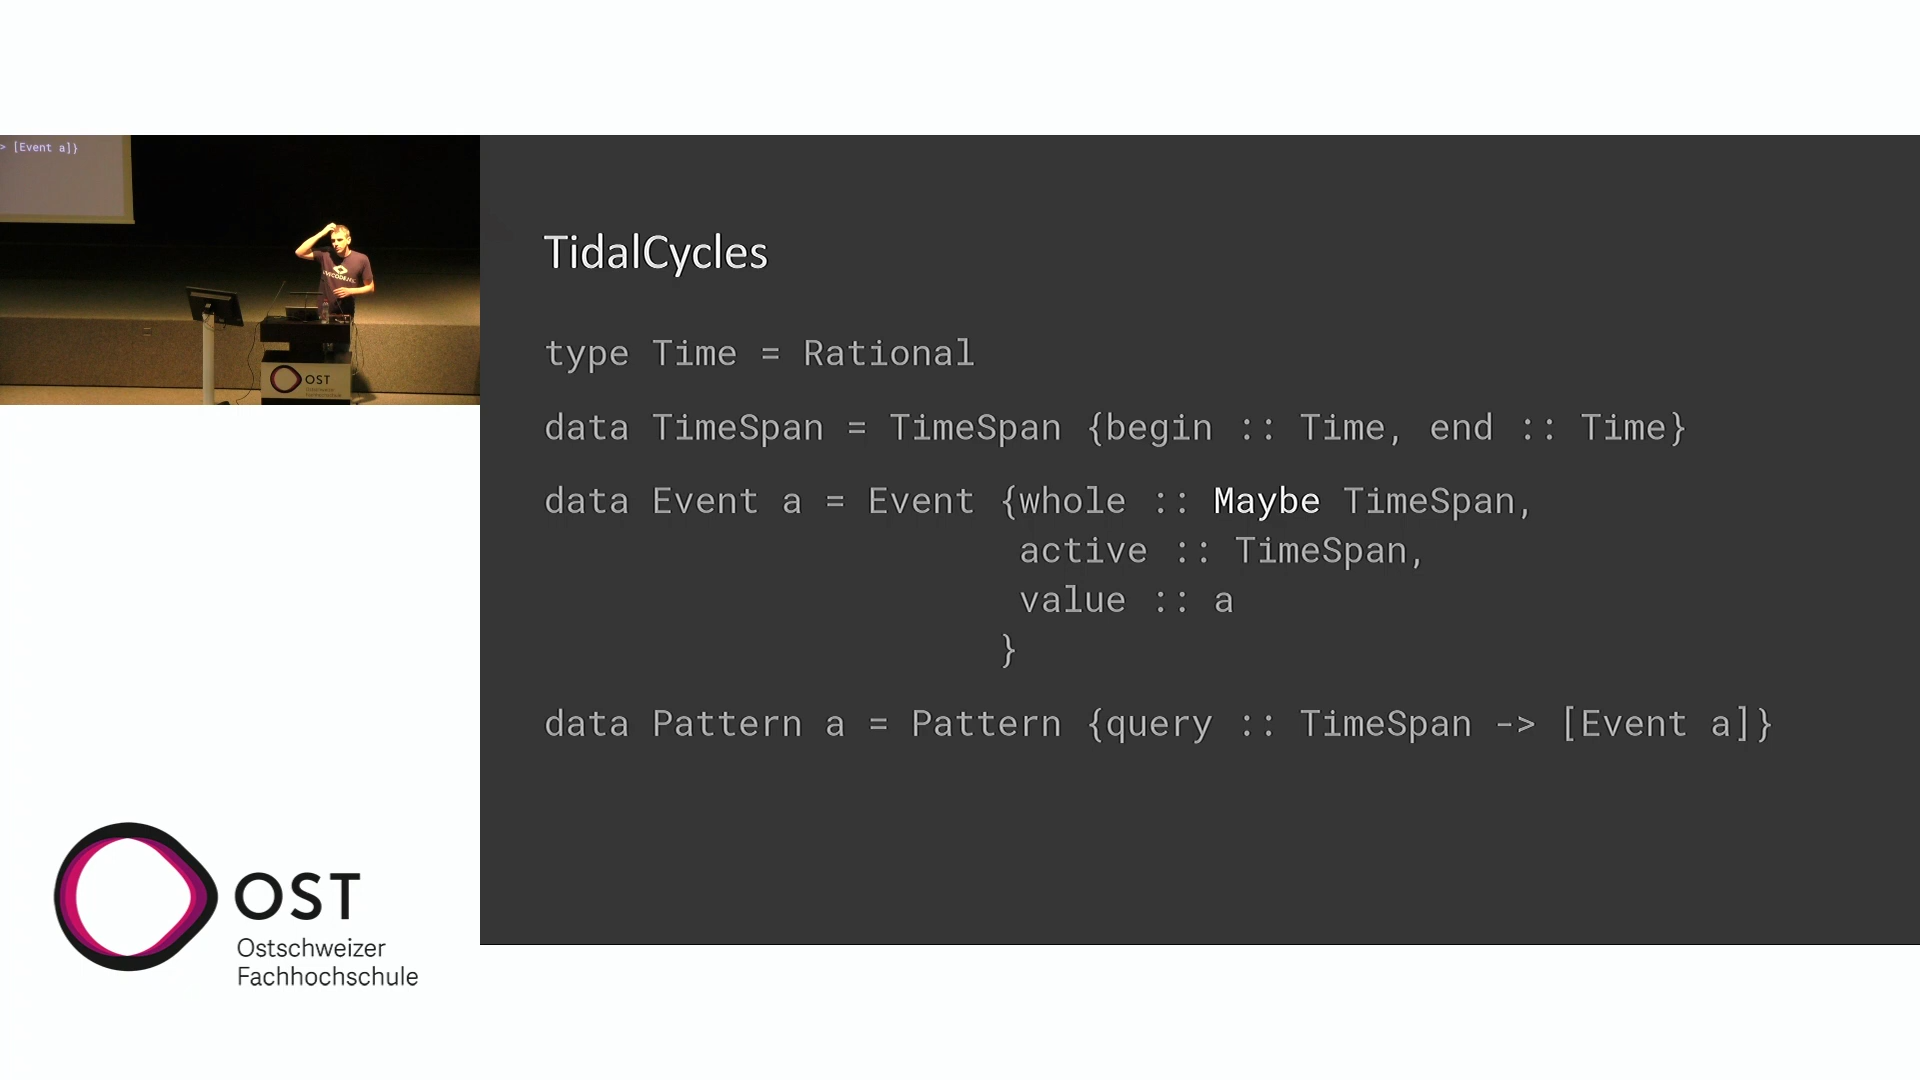 > [Event a]}
OST
TidalCycles
type Time = Rational
data TimeSpan = TimeSpan {begin :: Time, end :: Time}
data Event a = Event {whole :: Maybe TimeSpan,
active :: TimeSpan,
value :: a
}
data Pattern a = Pattern {query :: TimeSpan -> [Event a]}
OST
Ostschweizer
Fachhochschule